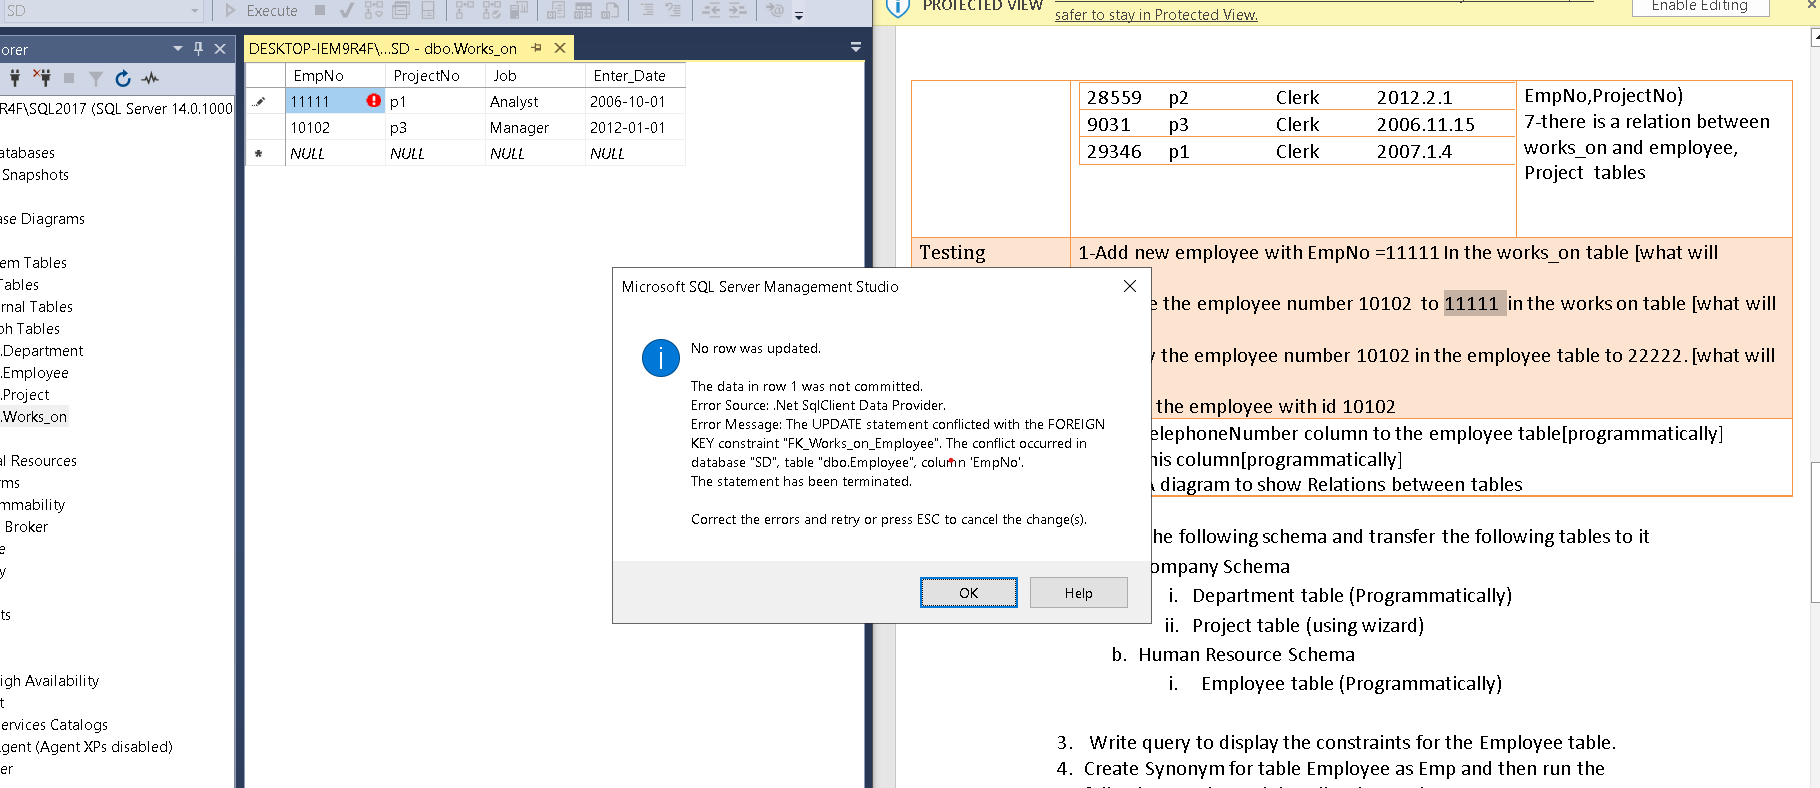 SD
Execute
PROTECTED VIEW
safer to stay in Protected View.
Enable Editing
orer
DESKTOP-IEM9R4F\...SD - dbo.Works_on
R4F\SQL2017 (SQL Server 14.0.1000
atabases
Snapshots
ase Diagrams
em Tables
Tables
rnal Tables
ph Tables
.Department
.Employee
.Project
.Works_on
al Resources
rms
mmability
Broker
e
y
ts
igh Availability
t
ervices Catalogs
gent (Agent XPs disabled)
er
EmpNo ProjectNo Job Enter_Date
11111 p1 Analyst 2006-10-01
10102 p3 Manager 2012-01-01
NULL NULL NULL NULL
28559 p2 Clerk 2012.2.1
9031 p3 Clerk 2006.11.15
29346 p1 Clerk 2007.1.4
EmpNo,ProjectNo)
7-there is a relation between
works_on and employee,
Project tables
Testing
1-Add new employee with EmpNo =11111 In the works_on table [what will
e the employee number 10102 to 11111 in the works on table [what will
the employee number 10102 in the employee table to 22222. [what will
the employee with id 10102
elephoneNumber column to the employee table[programmatically]
his column[programmatically]
A diagram to show Relations between tables
Microsoft SQL Server Management Studio
No row was updated.
The data in row 1 was not committed.
Error Source: .Net SqlClient Data Provider.
Error Message: The UPDATE statement conflicted with the FOREIGN
KEY constraint "FK_Works_on_Employee". The conflict occurred in
database "SD", table "dbo.Employee", column 'EmpNo'.
The statement has been terminated.
Correct the errors and retry or press ESC to cancel the change(s).
OK
Help
he following schema and transfer the following tables to it
ompany Schema
i. Department table (Programmatically)
ii. Project table (using wizard)
b. Human Resource Schema
i. Employee table (Programmatically)
3. Write query to display the constraints for the Employee table.
4. Create Synonym for table Employee as Emp and then run the